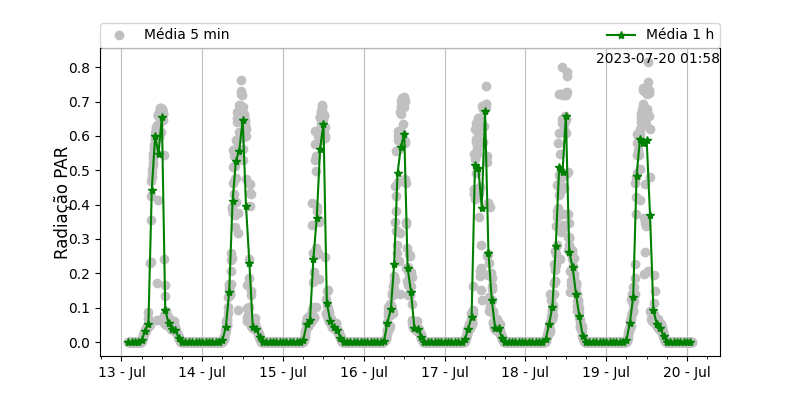 Média 5 min
Média 1 h
2023-07-20 01:58
Radiação PAR
0.8
0.7
0.6
0.5
0.4
0.3
0.2
0.1
0.0
13 - Jul
14 - Jul
15 - Jul
16 - Jul
17 - Jul
18 - Jul
19 - Jul
20 - Jul